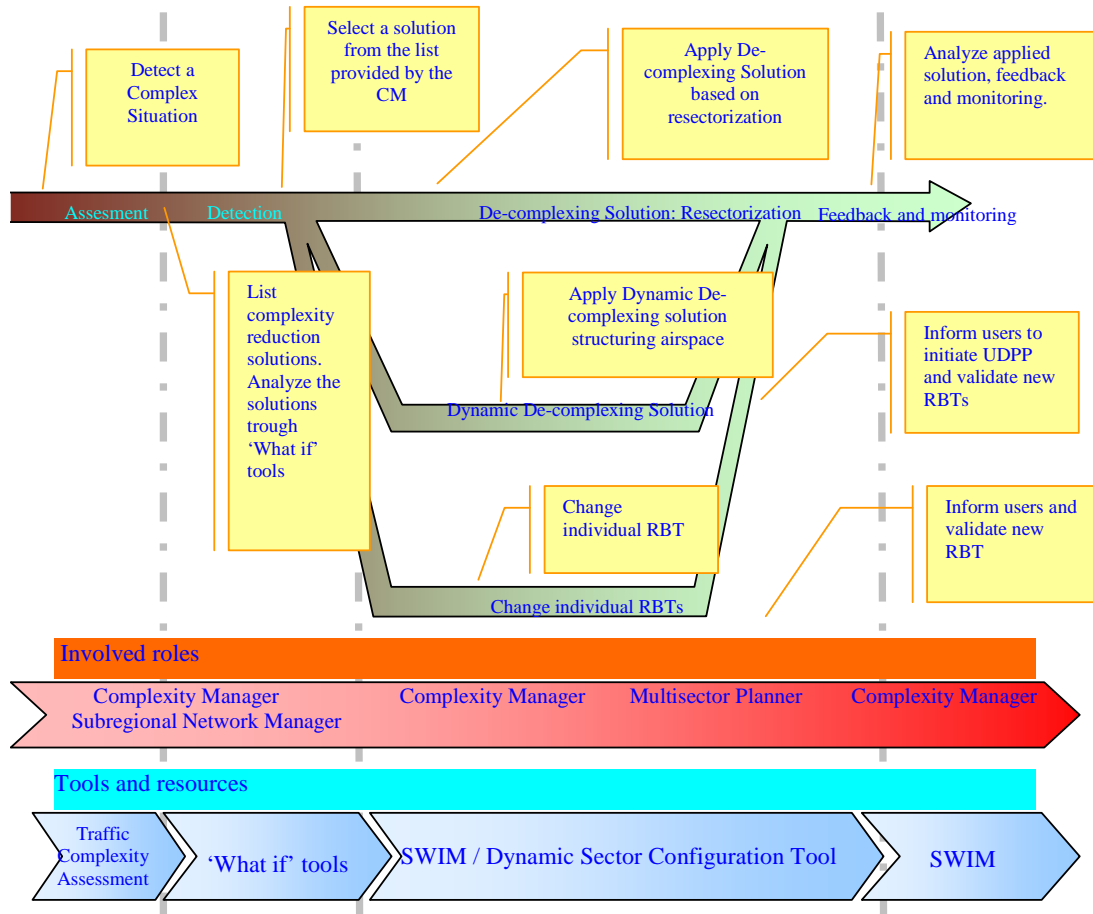 Detect a
Complex
Situation
Select a solution
from the list
provided by the
CM
Apply De-
complexing Solution
based on
resectorization
Analyze applied
solution, feedback
and monitoring.
Assesment
Detection
De-complexing Solution: Resectorization
Feedback and monitoring
List
complexity
reduction
solutions.
Analyze the
solutions
trough
‘What if’
tools
Apply Dynamic De-
complexing solution
structuring airspace
Dynamic De-complexing Solution
Inform users to
initiate UDPP
and validate new
RBTs
Change
individual RBT
Change individual RBTs
Inform users and
validate new
RBT
Involved roles
Complexity Manager
Subregional Network Manager
Complexity Manager
Multisector Planner
Complexity Manager
Tools and resources
Traffic
Complexity
Assessment
‘What if’ tools
SWIM / Dynamic Sector Configuration Tool
SWIM